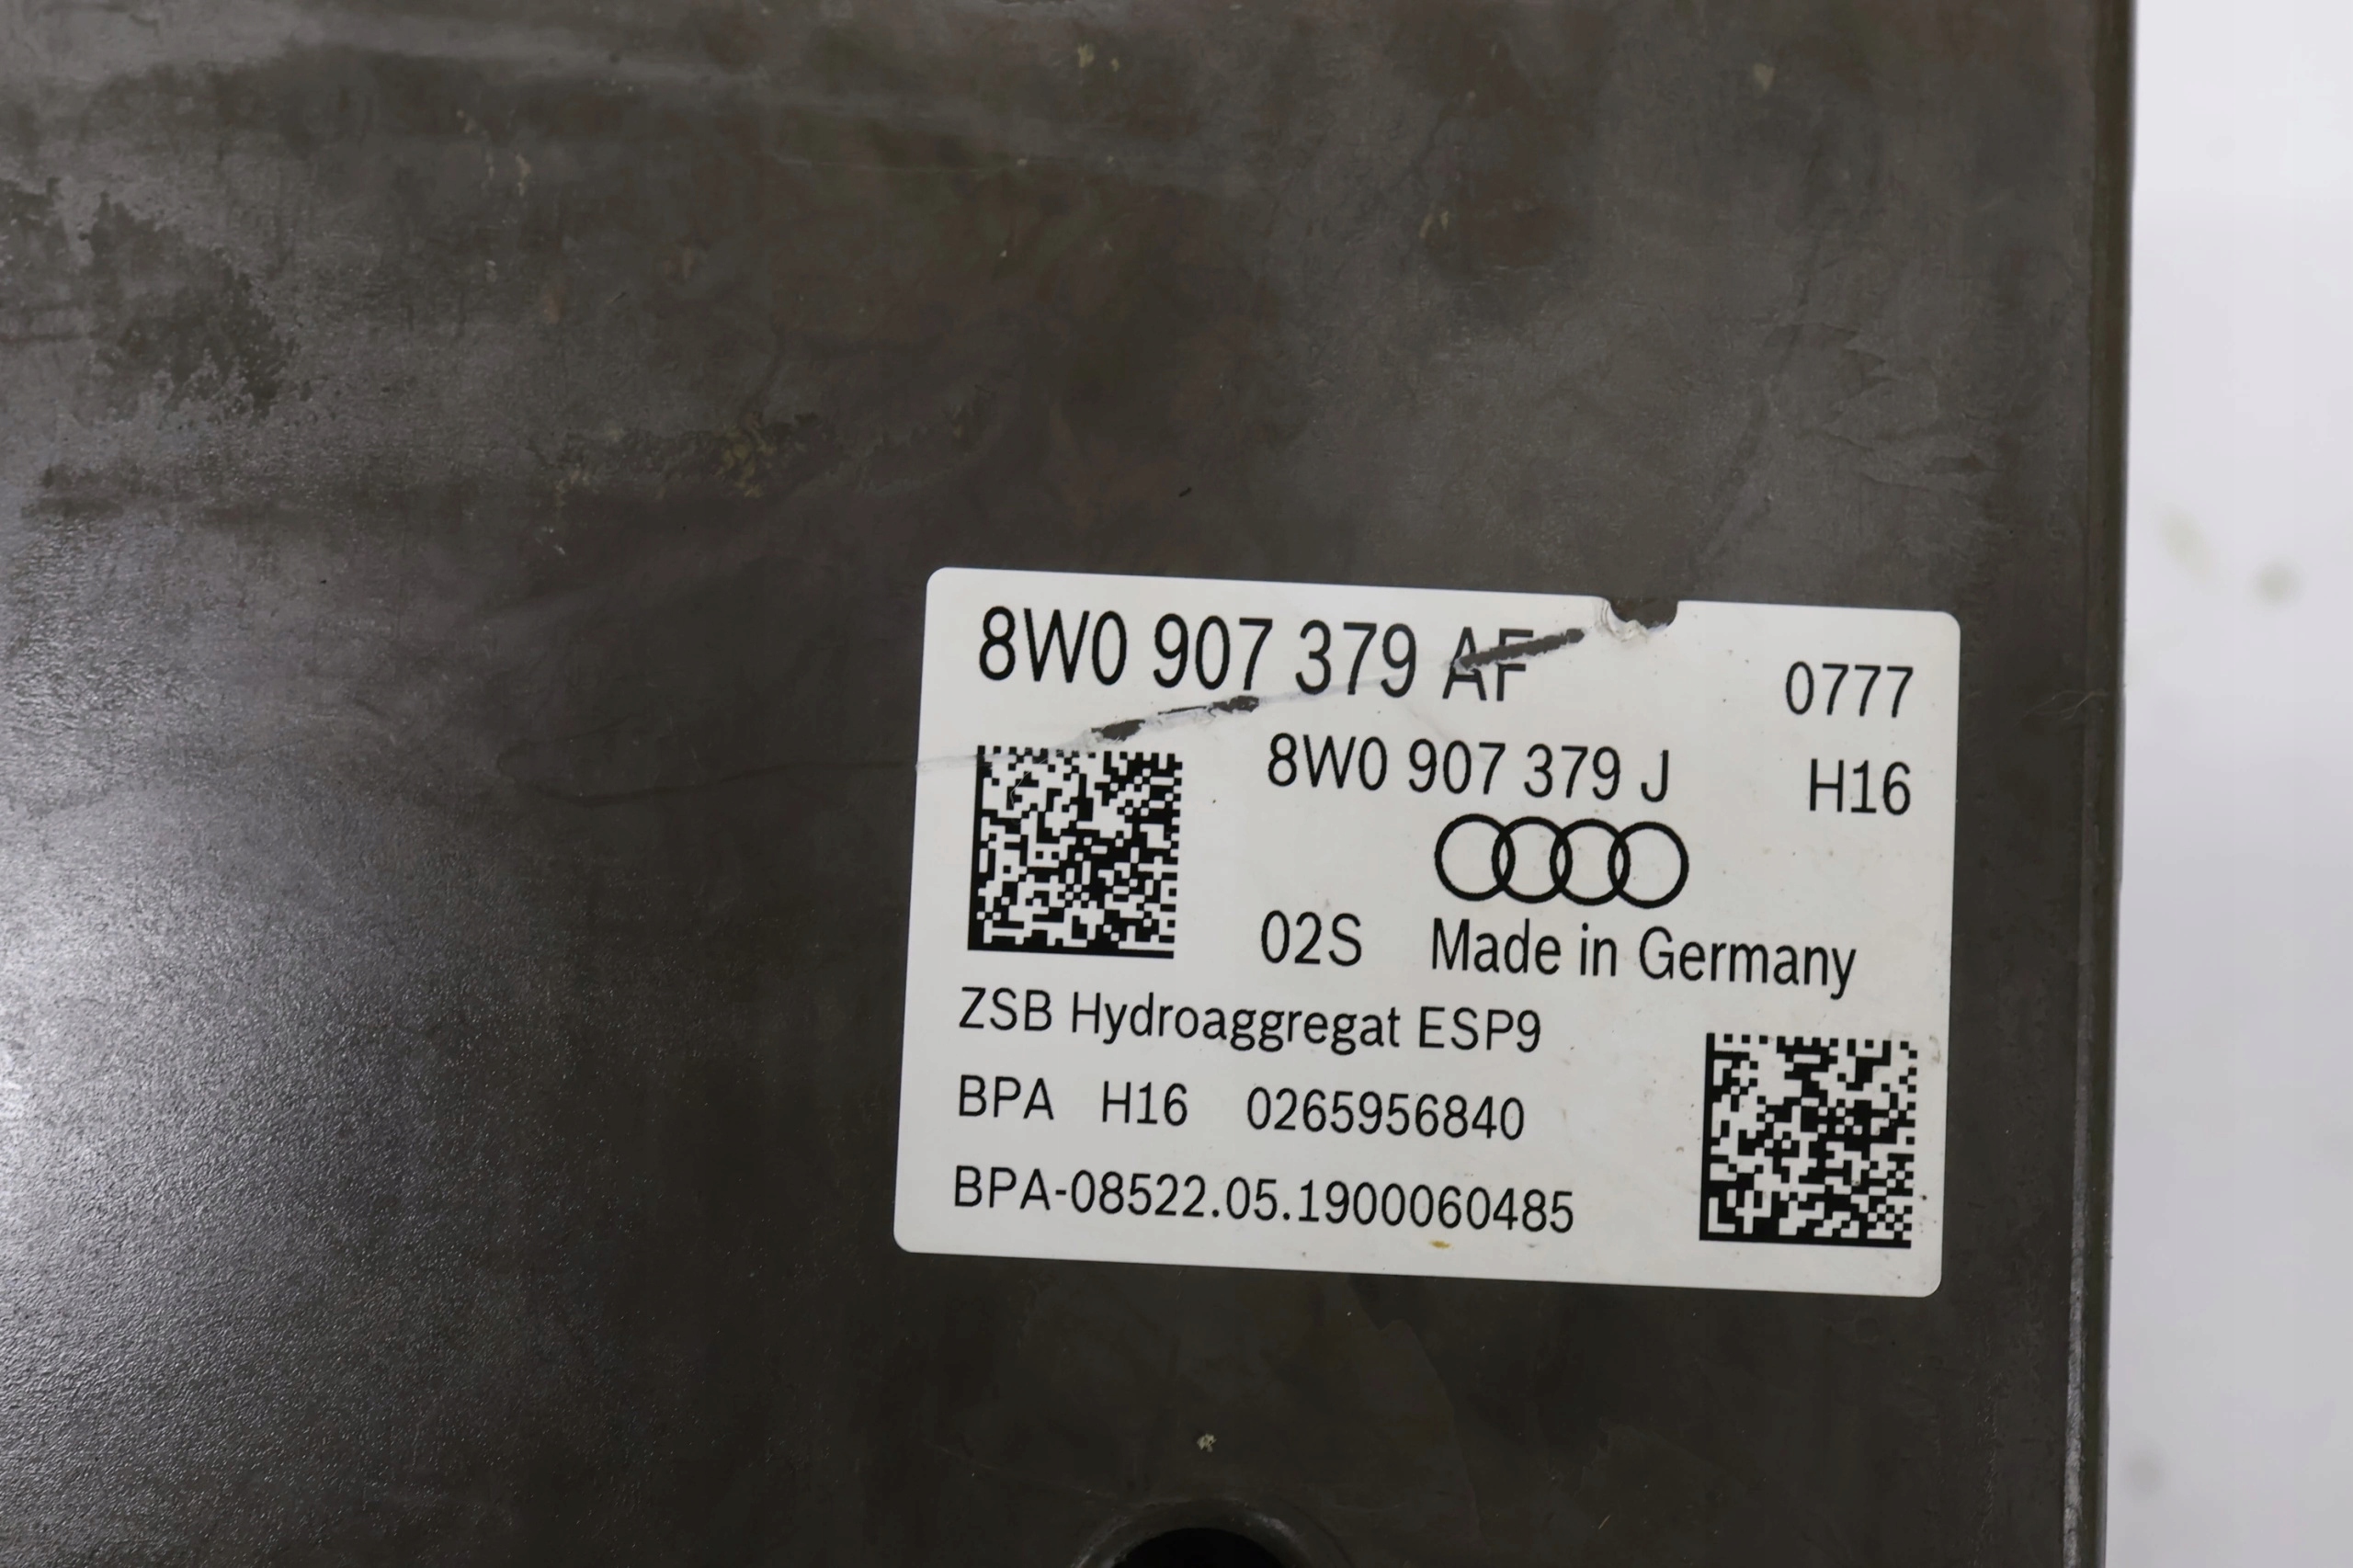 8W0 907 379 AF
0777
8W0 907 379 J
H16
02S Made in Germany
ZSB Hydroaggregat ESP9
BPA H16 0265956840
BPA-08522.05.1900060485